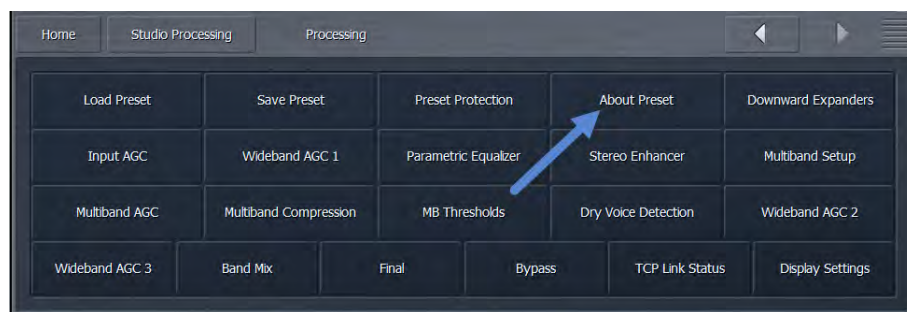 Home Studio Processing Processing
Load Preset Save Preset Preset Protection About Preset Downward Expanders
Input AGC Wideband AGC 1 Parametric Equalizer Stereo Enhancer Multiband Setup
Multiband AGC Multiband Compression MB Thresholds Dry Voice Detection Wideband AGC 2
Wideband AGC 3 Band Mix Final Bypass TCP Link Status Display Settings